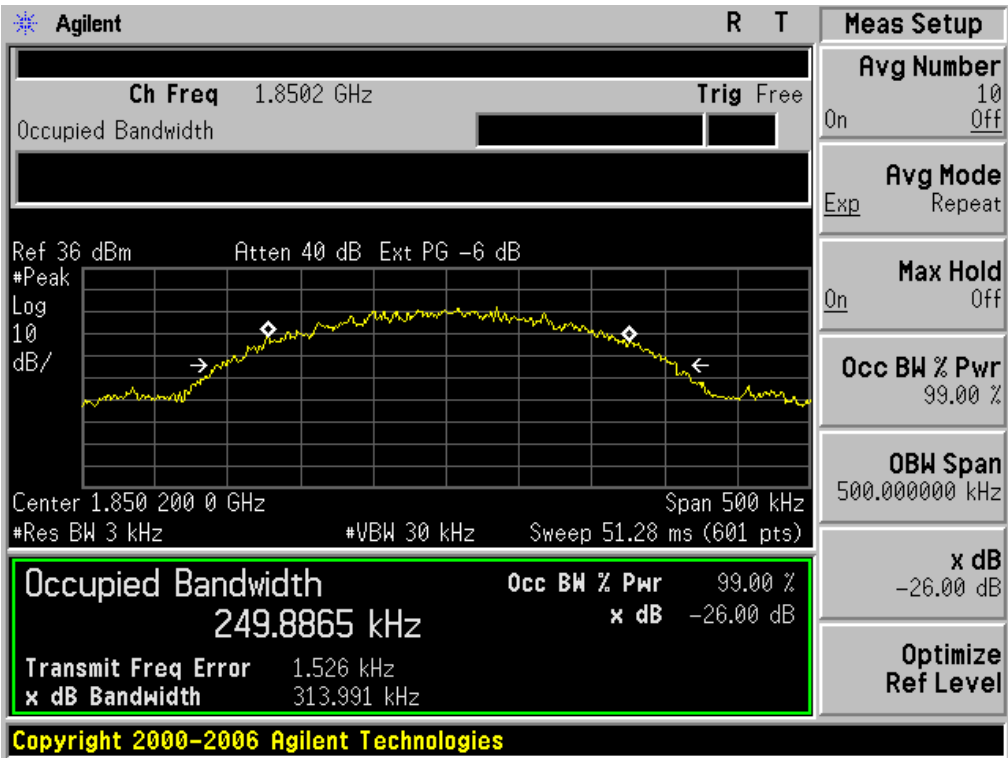 Agilent R T
Ch Freq 1.8502 GHz Trig Free
Occupied Bandwidth
Ref 36 dBm Atten 40 dB Ext PG -6 dB
#Peak
Log
10
dB/
Center 1.850 200 0 GHz Span 500 kHz
#Res BW 3 kHz #VBW 30 kHz Sweep 51.28 ms (601 pts)
Occupied Bandwidth Occ BW % Pwr 99.00 %
249.8865 kHz x dB -26.00 dB
Transmit Freq Error 1.526 kHz
x dB Bandwidth 313.991 kHz
Copyright 2000-2006 Agilent Technologies
Meas Setup
Avg Number
10
On Off
Avg Mode
Exp Repeat
Max Hold
On Off
Occ BW % Pwr
99.00 %
OBW Span
500.000000 kHz
x dB
-26.00 dB
Optimize
Ref Level